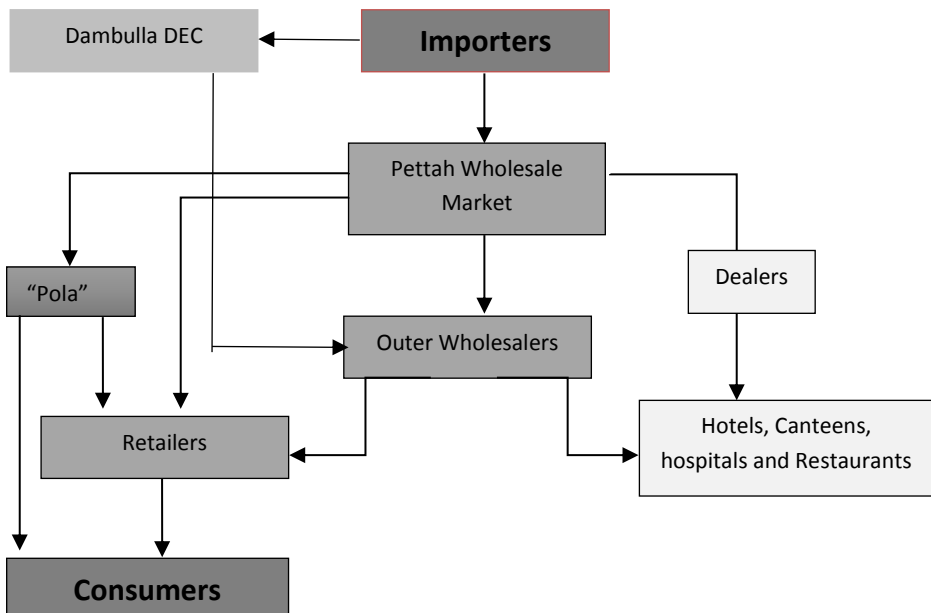 Dambulla DEC
Importers
Pettah Wholesale
Market
“Pola”
Dealers
Outer Wholesalers
Retailers
Hotels, Canteens,
hospitals and Restaurants
Consumers